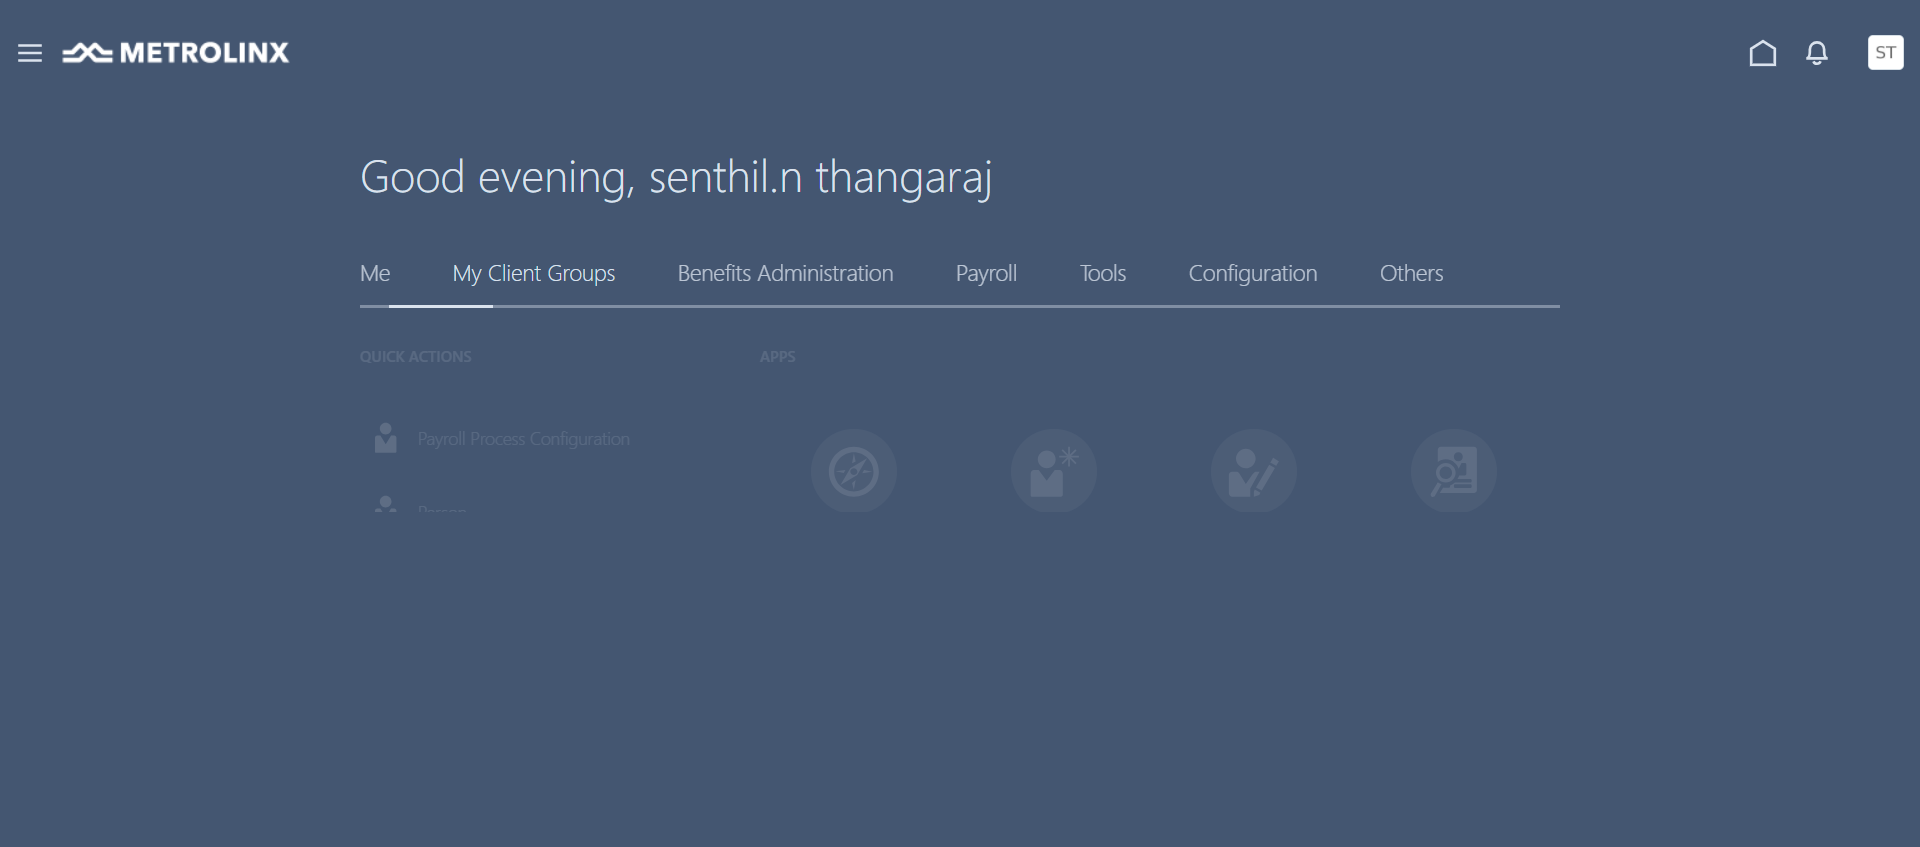 METROLINX
ST
Good evening, senthil.n thangaraj
Me My Client Groups Benefits Administration Payroll Tools Configuration Others
QUICK ACTIONS APPS
Payroll Process Configuration